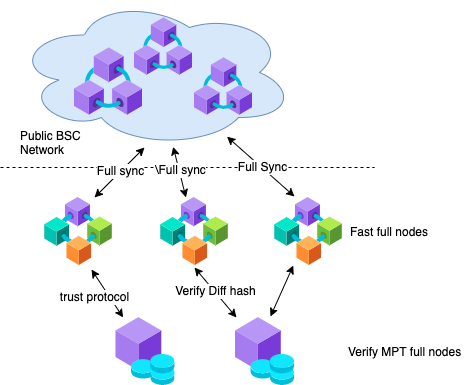 Public BSC
Network
Full sync
\Full sync
Full Sync
Fast full nodes
trust protocol
Verify Diff hash
Verify MPT full nodes